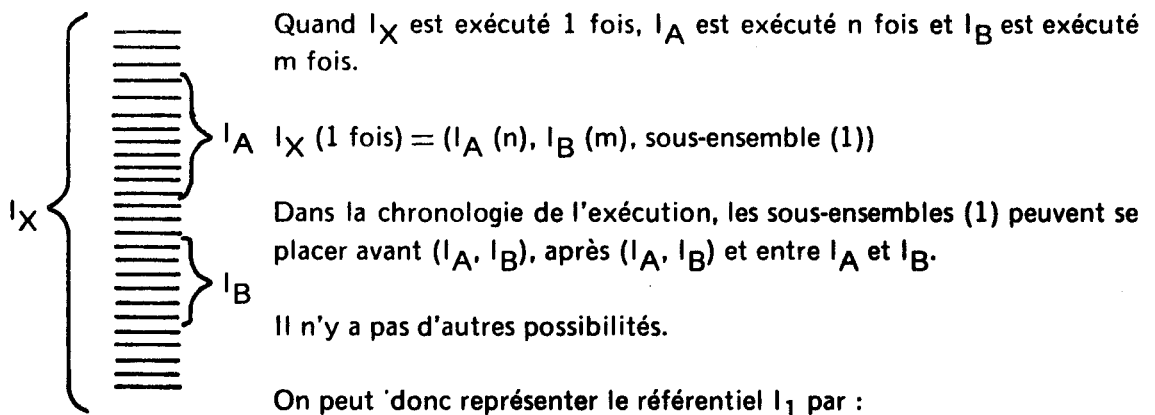 Quand I_X est exécuté 1 fois, I_A est exécuté n fois et I_B est exécuté
m fois.
I_A I_X (1 fois) = (I_A (n), I_B (m), sous-ensemble (1))
I_X
Dans la chronologie de l'exécution, les sous-ensembles (1) peuvent se
placer avant (I_A, I_B), après (I_A, I_B) et entre I_A et I_B.
I_B
Il n'y a pas d'autres possibilités.
On peut donc représenter le référentiel I_1 par :